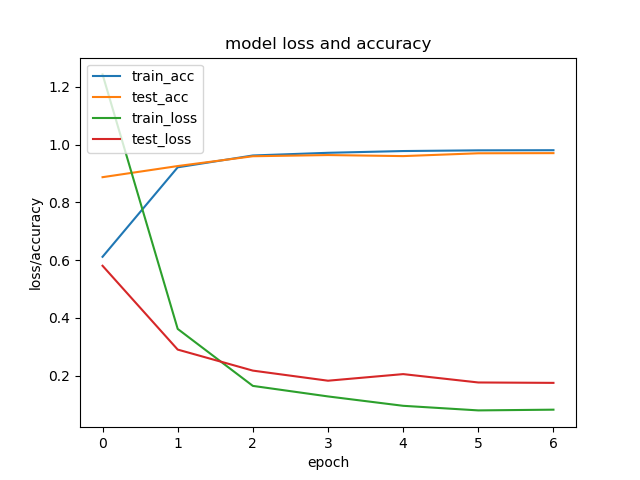 model loss and accuracy
train_acc
test_acc
train_loss
test_loss
loss/accuracy
1.2
1.0
0.8
0.6
0.4
0.2
0 1 2 3 4 5 6
epoch